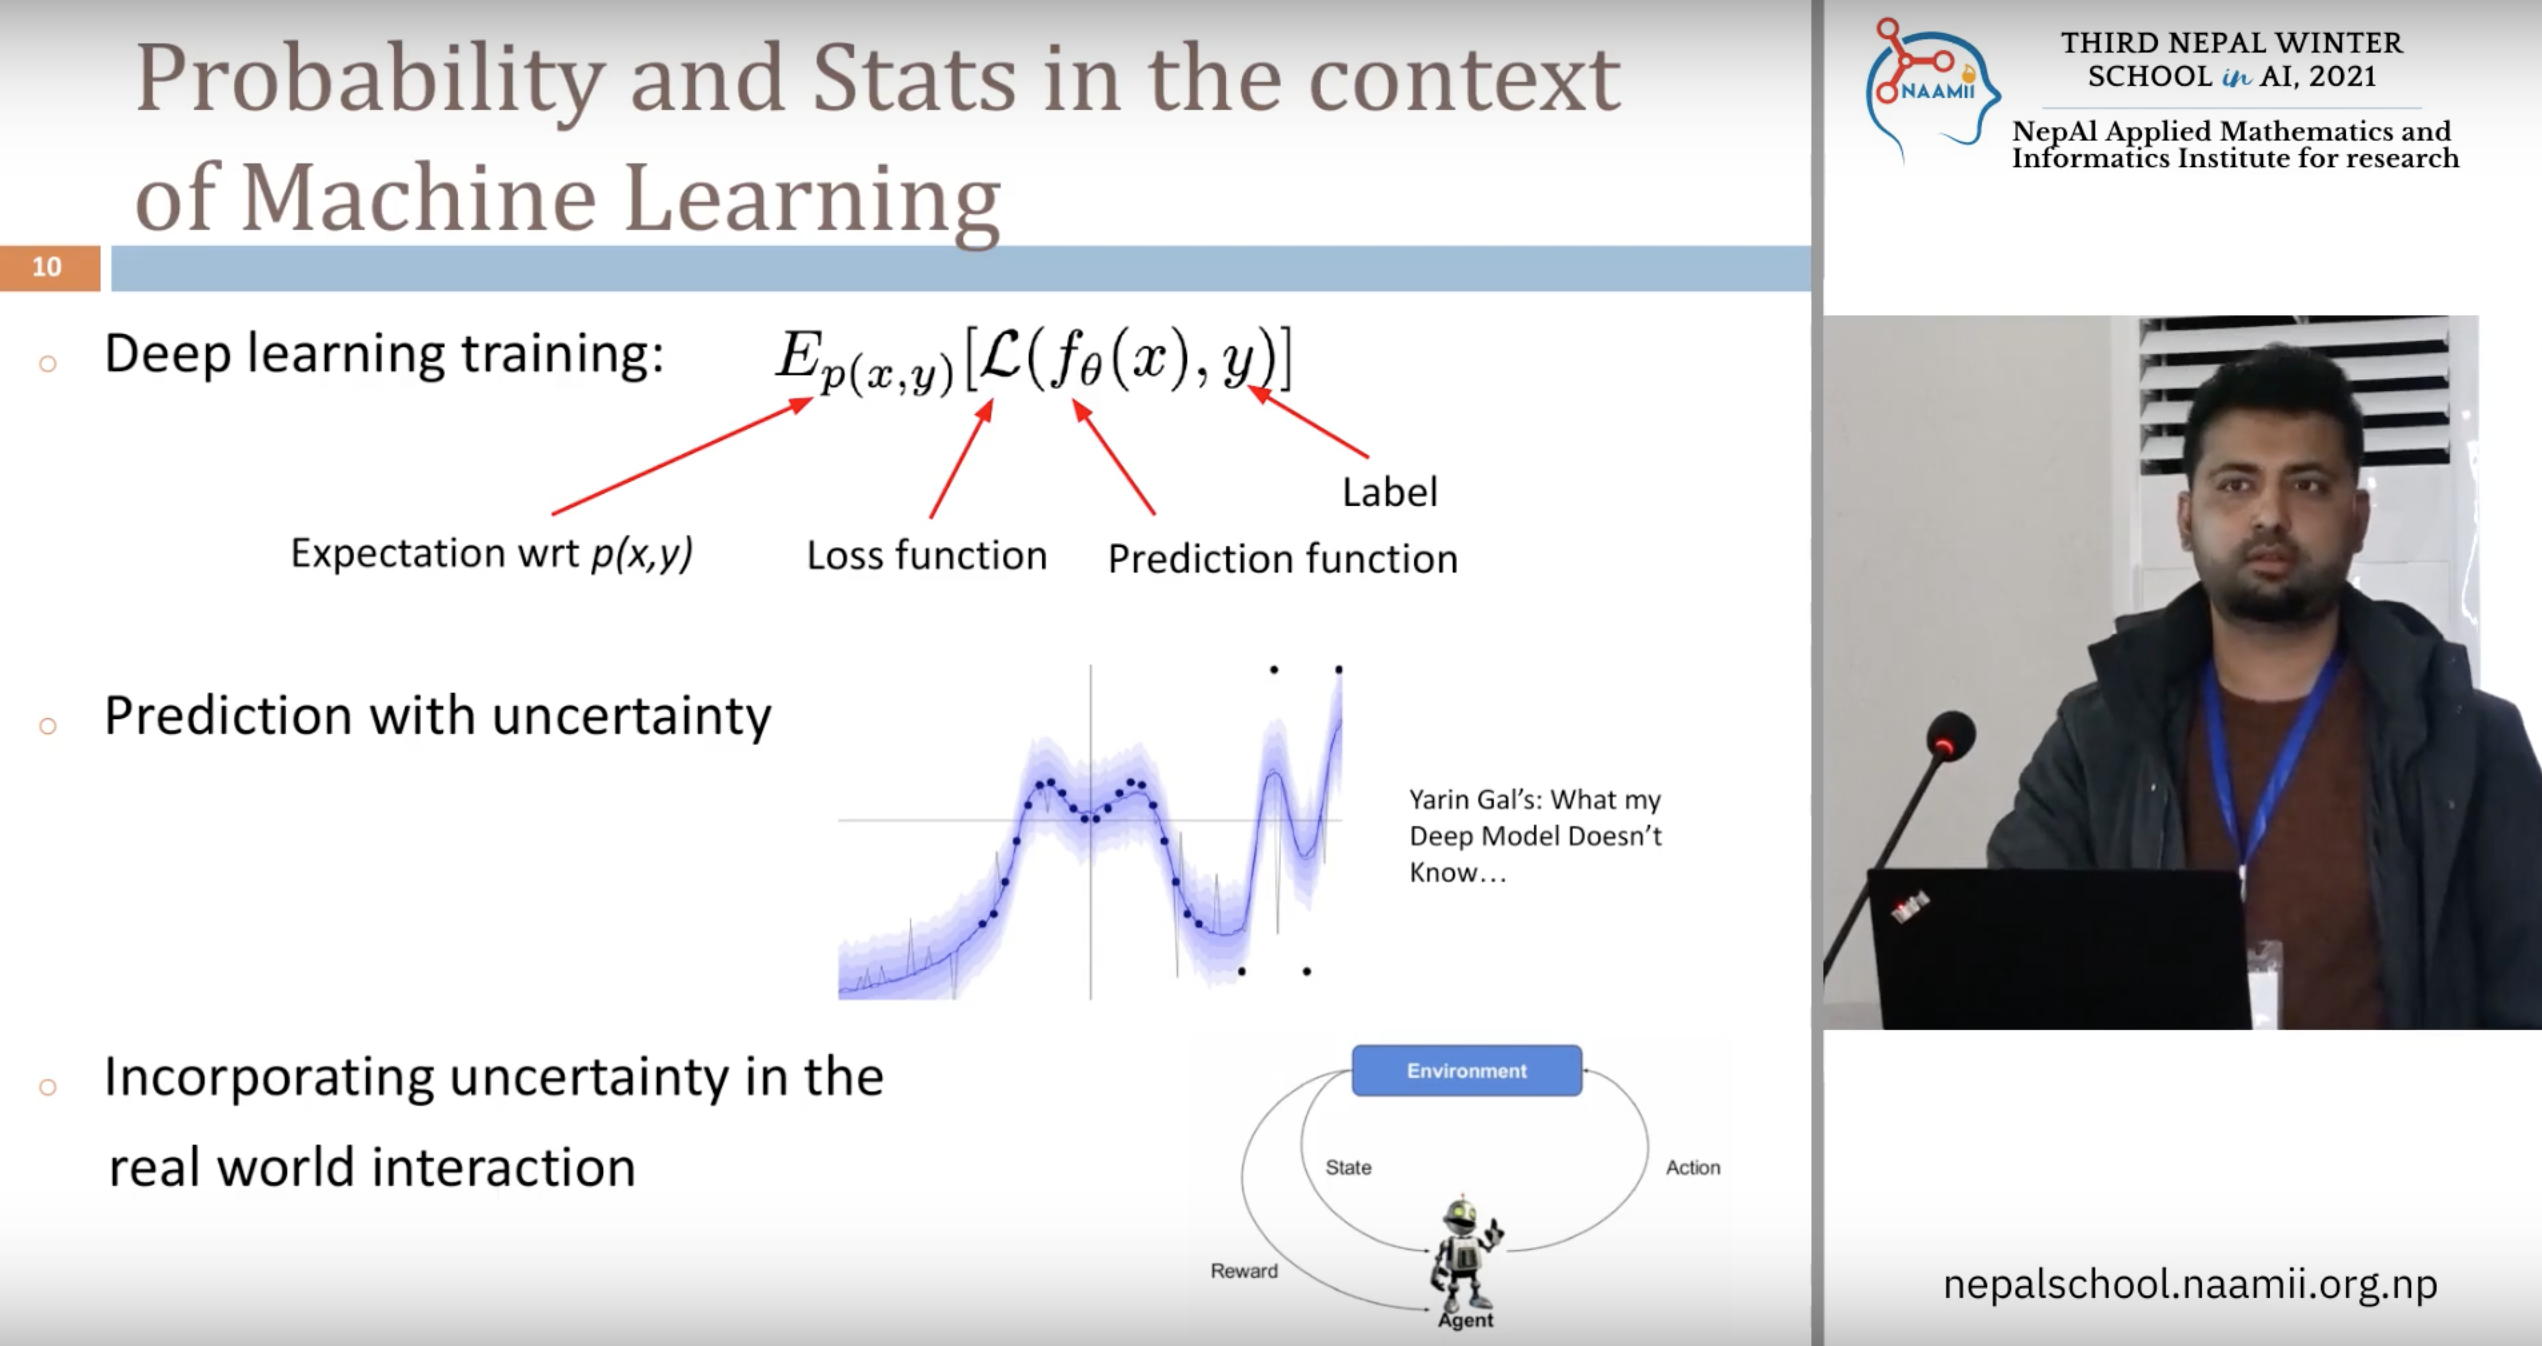 Probability and Stats in the context
of Machine Learning
10
Deep learning training:
E_{p(x,y)}[ℒ(f_θ(x), y)]
Label
Expectation wrt p(x,y)
Loss function
Prediction function
Prediction with uncertainty
Yarin Gal's: What my
Deep Model Doesn't
Know...
Incorporating uncertainty in the
real world interaction
Environment
State
Action
Reward
Agent
NAAMII
THIRD NEPAL WINTER
SCHOOL in AI, 2021
NepAl Applied Mathematics and
Informatics Institute for research
nepalschool.naamii.org.np